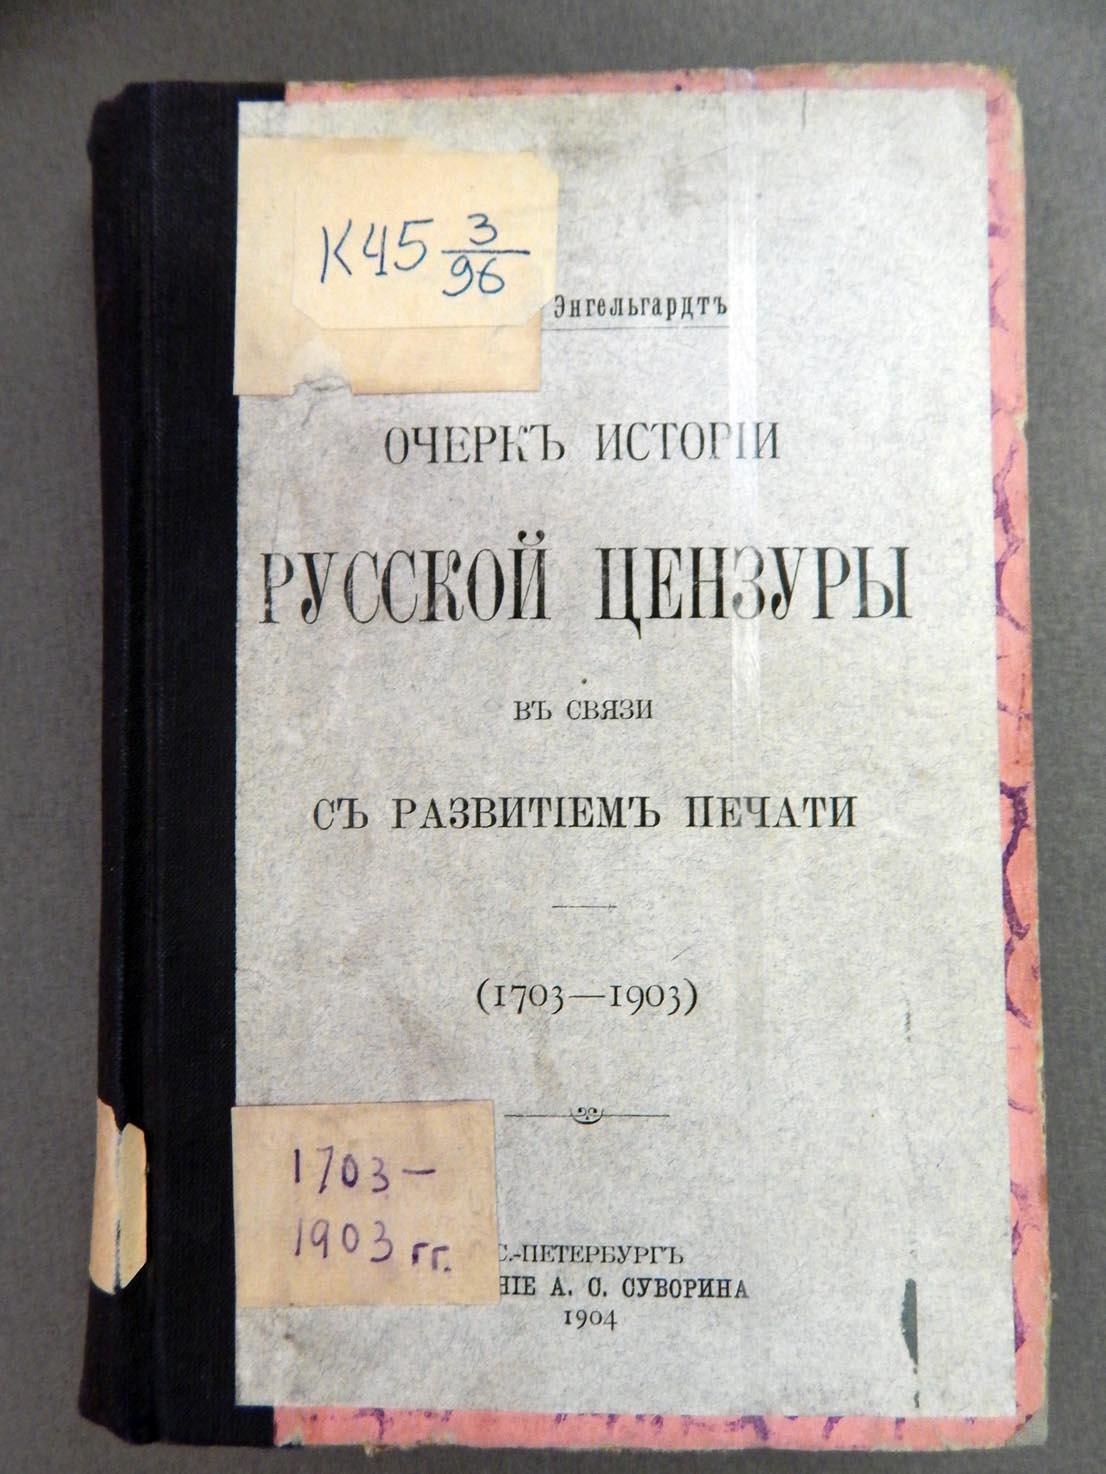 К45 3/96
Энгельгардтъ
ОЧЕРКЪ ИСТОРІИ
РУССКОЙ ЦЕНЗУРЫ
ВЪ СВЯЗИ
СЪ РАЗВИТІЕМЪ ПЕЧАТИ
(1703—1903)
1703—
1903 гг.
С.-ПЕТЕРБУРГЪ
НІЕ А. С. СУВОРИНА
1904